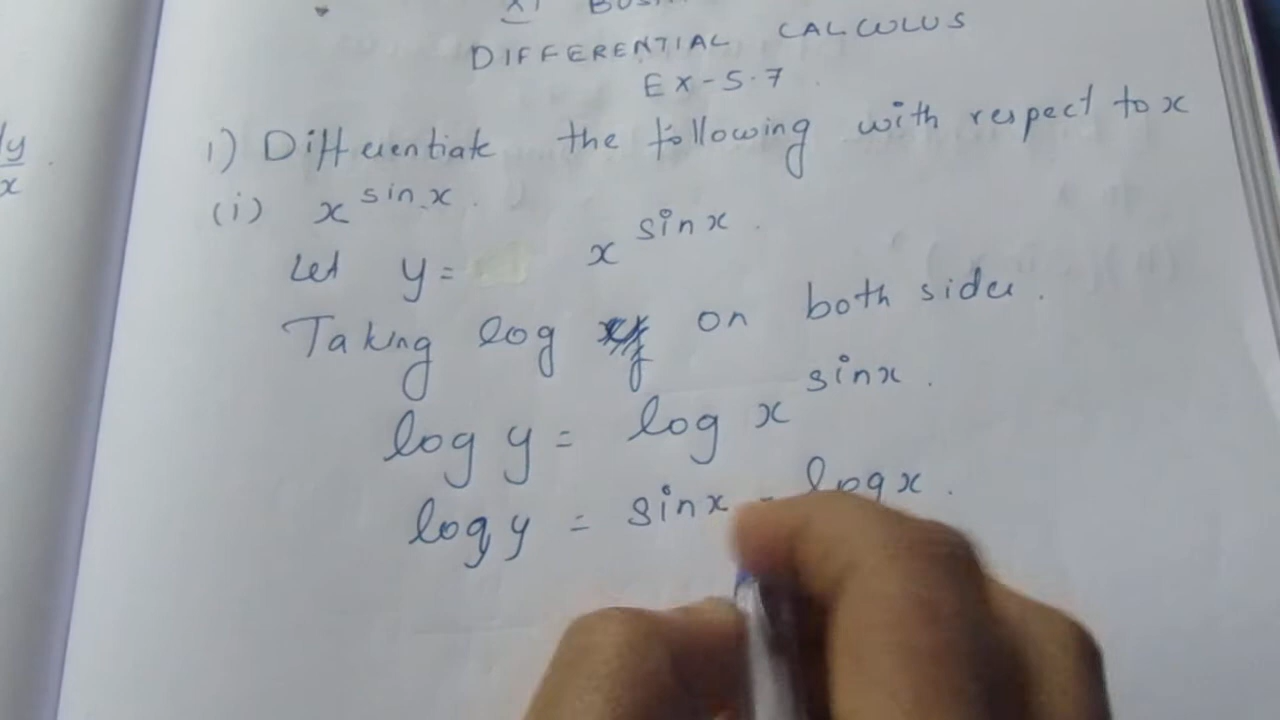 DIFFERENTIAL CALCULUS
EX-5.7
1) Differentiate the following with respect to x
(i) x^sin x.
Let y = x^sin x.
Taking log on both sides.
log y = log x^sin x.
log y = sin x . log x.
y
x